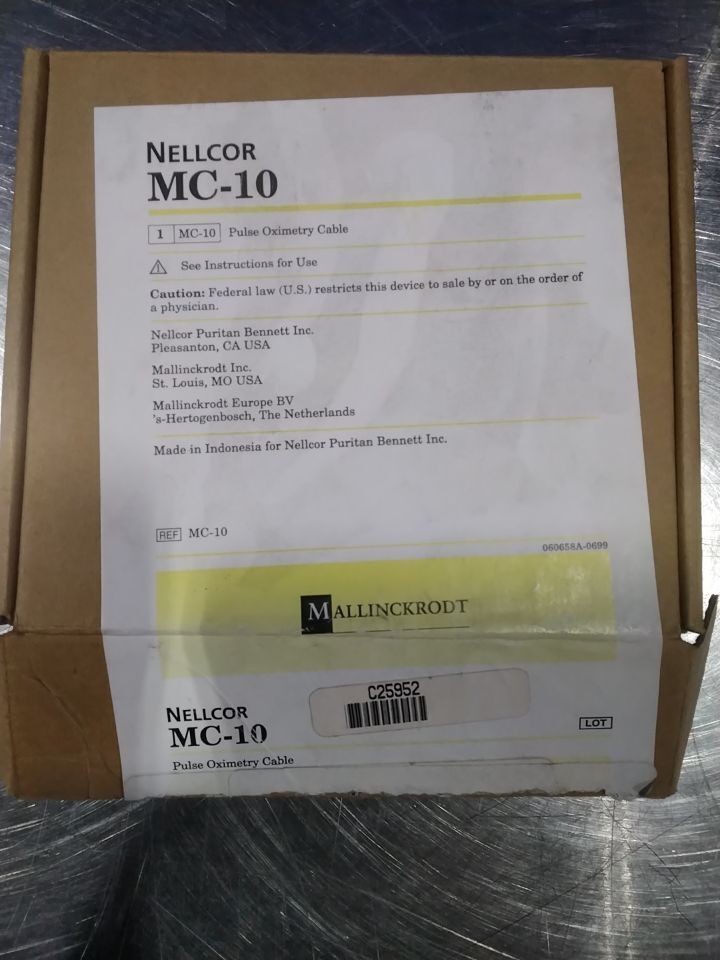 NELLCOR
MC-10
1 MC-10 Pulse Oximetry Cable
See Instructions for Use
Caution: Federal law (U.S.) restricts this device to sale by or on the order of
a physician.
Nellcor Puritan Bennett Inc.
Pleasanton, CA USA
Mallinckrodt Inc.
St. Louis, MO USA
Mallinckrodt Europe BV
's-Hertogenbosch, The Netherlands
Made in Indonesia for Nellcor Puritan Bennett Inc.
REF MC-10
060658A-0699
MALLINCKRODT
C25952
NELLCOR
MC-10
LOT
Pulse Oximetry Cable